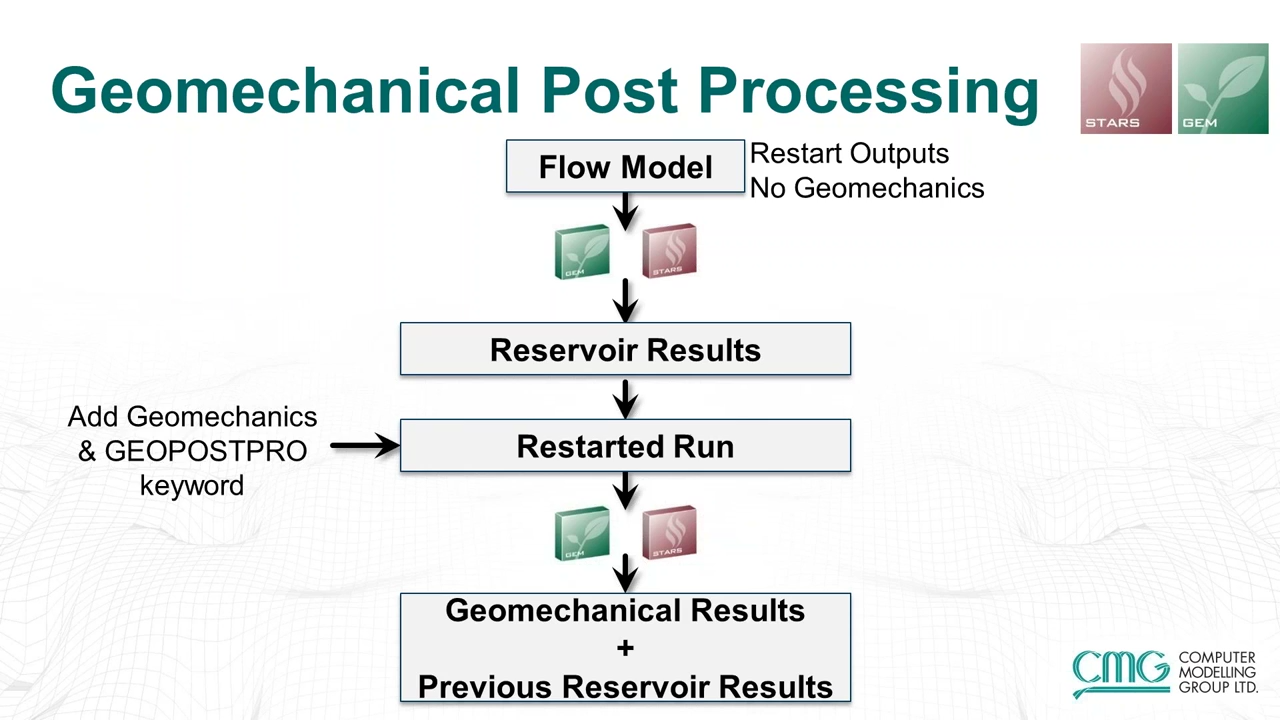 Geomechanical Post Processing
STARS
GEM
Flow Model
Restart Outputs
No Geomechanics
GEM
STARS
Reservoir Results
Add Geomechanics
& GEOPOSTPRO
keyword
Restarted Run
GEM
STARS
Geomechanical Results
+
Previous Reservoir Results
CMG
COMPUTER
MODELLING
GROUP LTD.